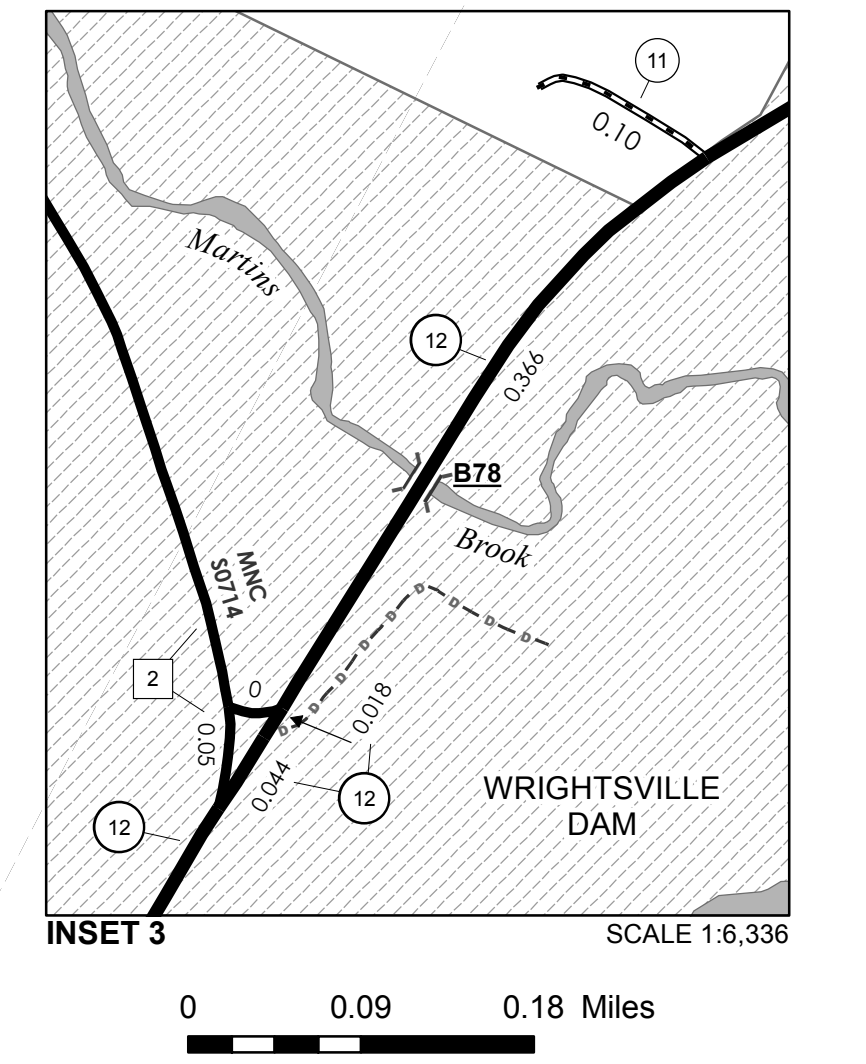 11
0.10
Martins
12
0.366
B78
Brook
MNC
S0714
2
0
0.05
0.018
0.044
12
12
D D D D D D D D D
WRIGHTSVILLE
DAM
INSET 3
SCALE 1:6,336
0 0.09 0.18 Miles